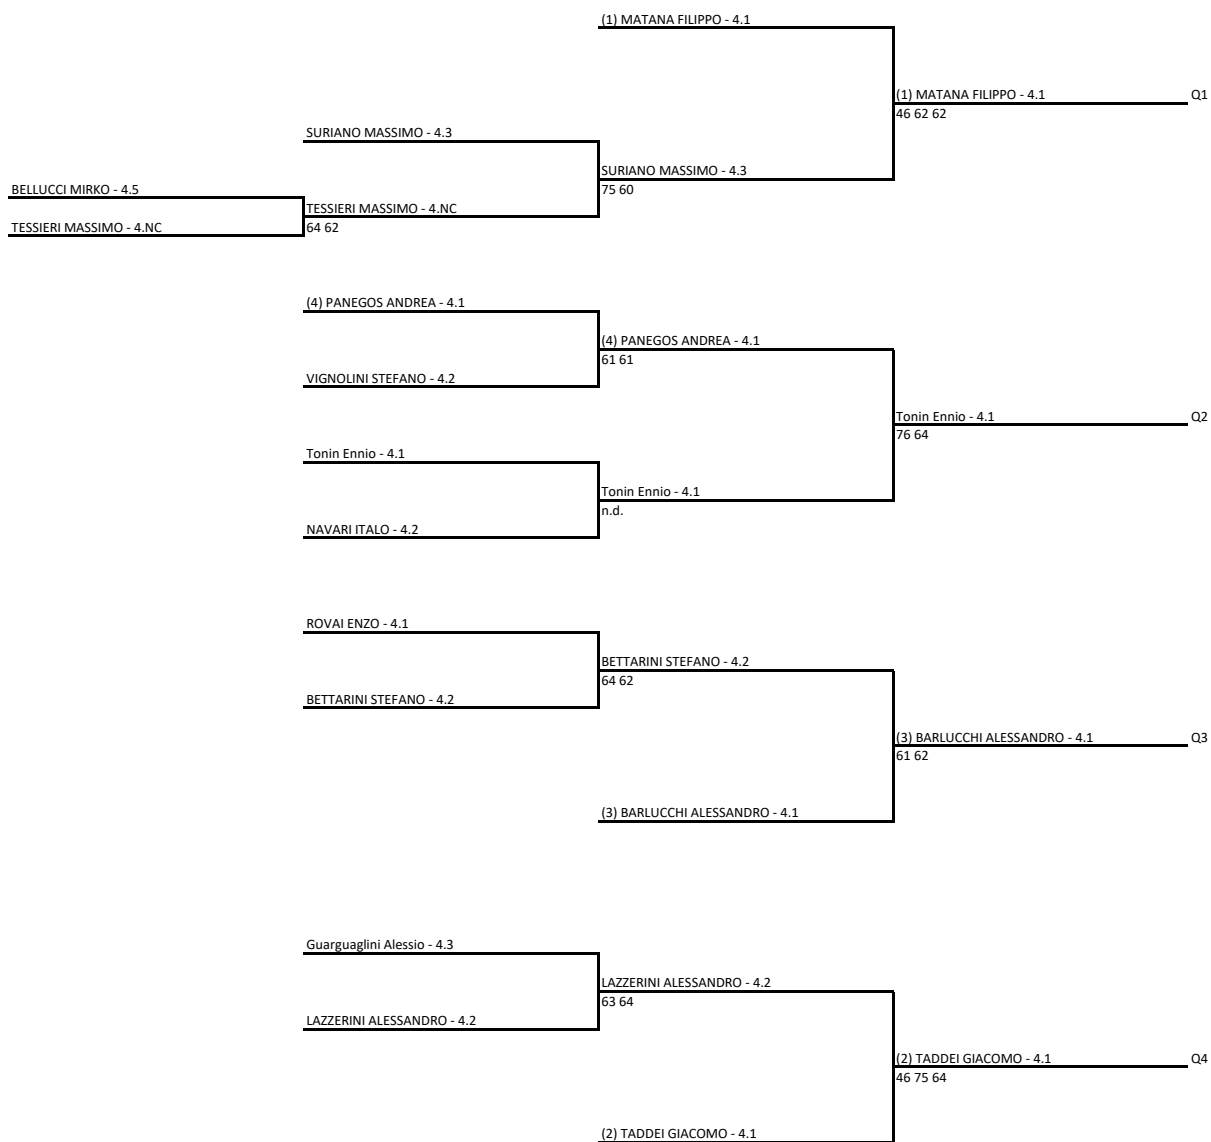 (1) MATANA FILIPPO - 4.1
(1) MATANA FILIPPO - 4.1 Q1
46 62 62
SURIANO MASSIMO - 4.3
SURIANO MASSIMO - 4.3
75 60
BELLUCCI MIRKO - 4.5
TESSIERI MASSIMO - 4.NC
TESSIERI MASSIMO - 4.NC
64 62
(4) PANEGOS ANDREA - 4.1
(4) PANEGOS ANDREA - 4.1
61 61
VIGNOLINI STEFANO - 4.2
Tonin Ennio - 4.1 Q2
76 64
Tonin Ennio - 4.1
Tonin Ennio - 4.1
n.d.
NAVARI ITALO - 4.2
ROVAI ENZO - 4.1
BETTARINI STEFANO - 4.2
64 62
BETTARINI STEFANO - 4.2
(3) BARLUCCHI ALESSANDRO - 4.1 Q3
61 62
(3) BARLUCCHI ALESSANDRO - 4.1
Guarguaglini Alessio - 4.3
LAZZERINI ALESSANDRO - 4.2
63 64
LAZZERINI ALESSANDRO - 4.2
(2) TADDEI GIACOMO - 4.1 Q4
46 75 64
(2) TADDEI GIACOMO - 4.1